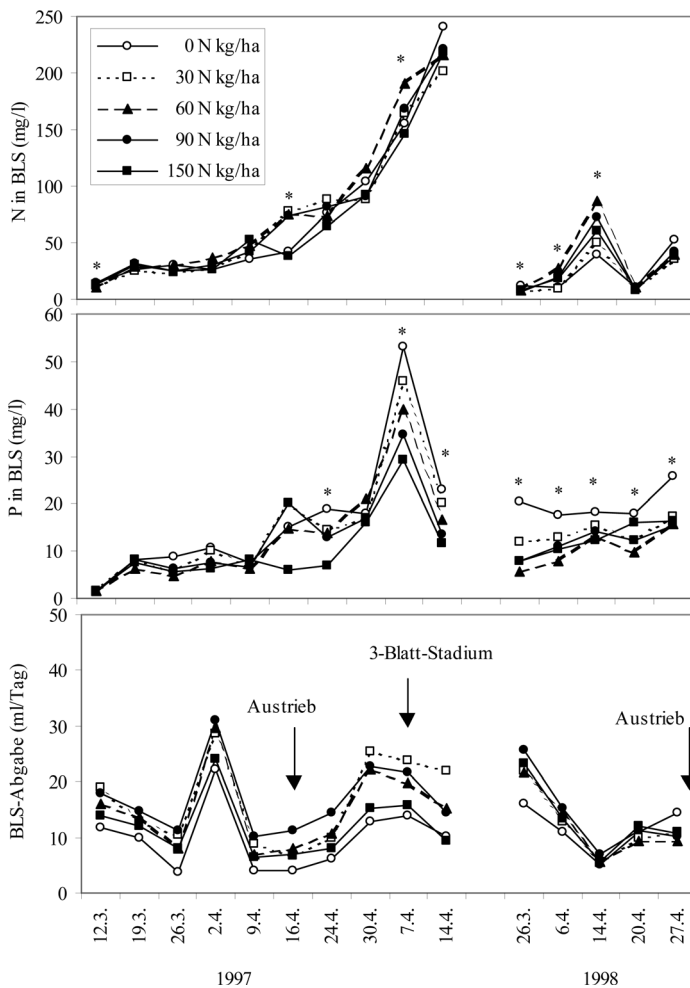 250
200
150
100
50
0
N in BLS (mg/l)
0 N kg/ha
30 N kg/ha
60 N kg/ha
90 N kg/ha
150 N kg/ha
* * * * * * *
60
50
40
30
20
10
0
P in BLS (mg/l)
* * * * * * * *
50
40
30
20
10
0
BLS-Abgabe (ml/Tag)
3-Blatt-Stadium
Austrieb
Austrieb
12.3.
19.3.
26.3.
2.4.
9.4.
16.4.
24.4.
30.4.
7.4.
14.4.
26.3.
6.4.
14.4.
20.4.
27.4.
1997
1998